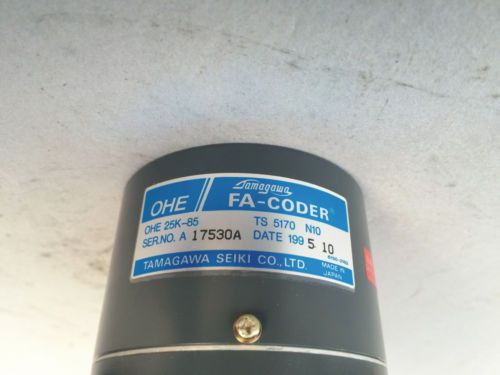 OHE Tamagawa
FA-CODER®
OHE 25K-85 TS 5170 N10
SER.NO. A 17530A DATE 199 5 10
TAMAGAWA SEIKI CO., LTD. MADE IN
JAPAN